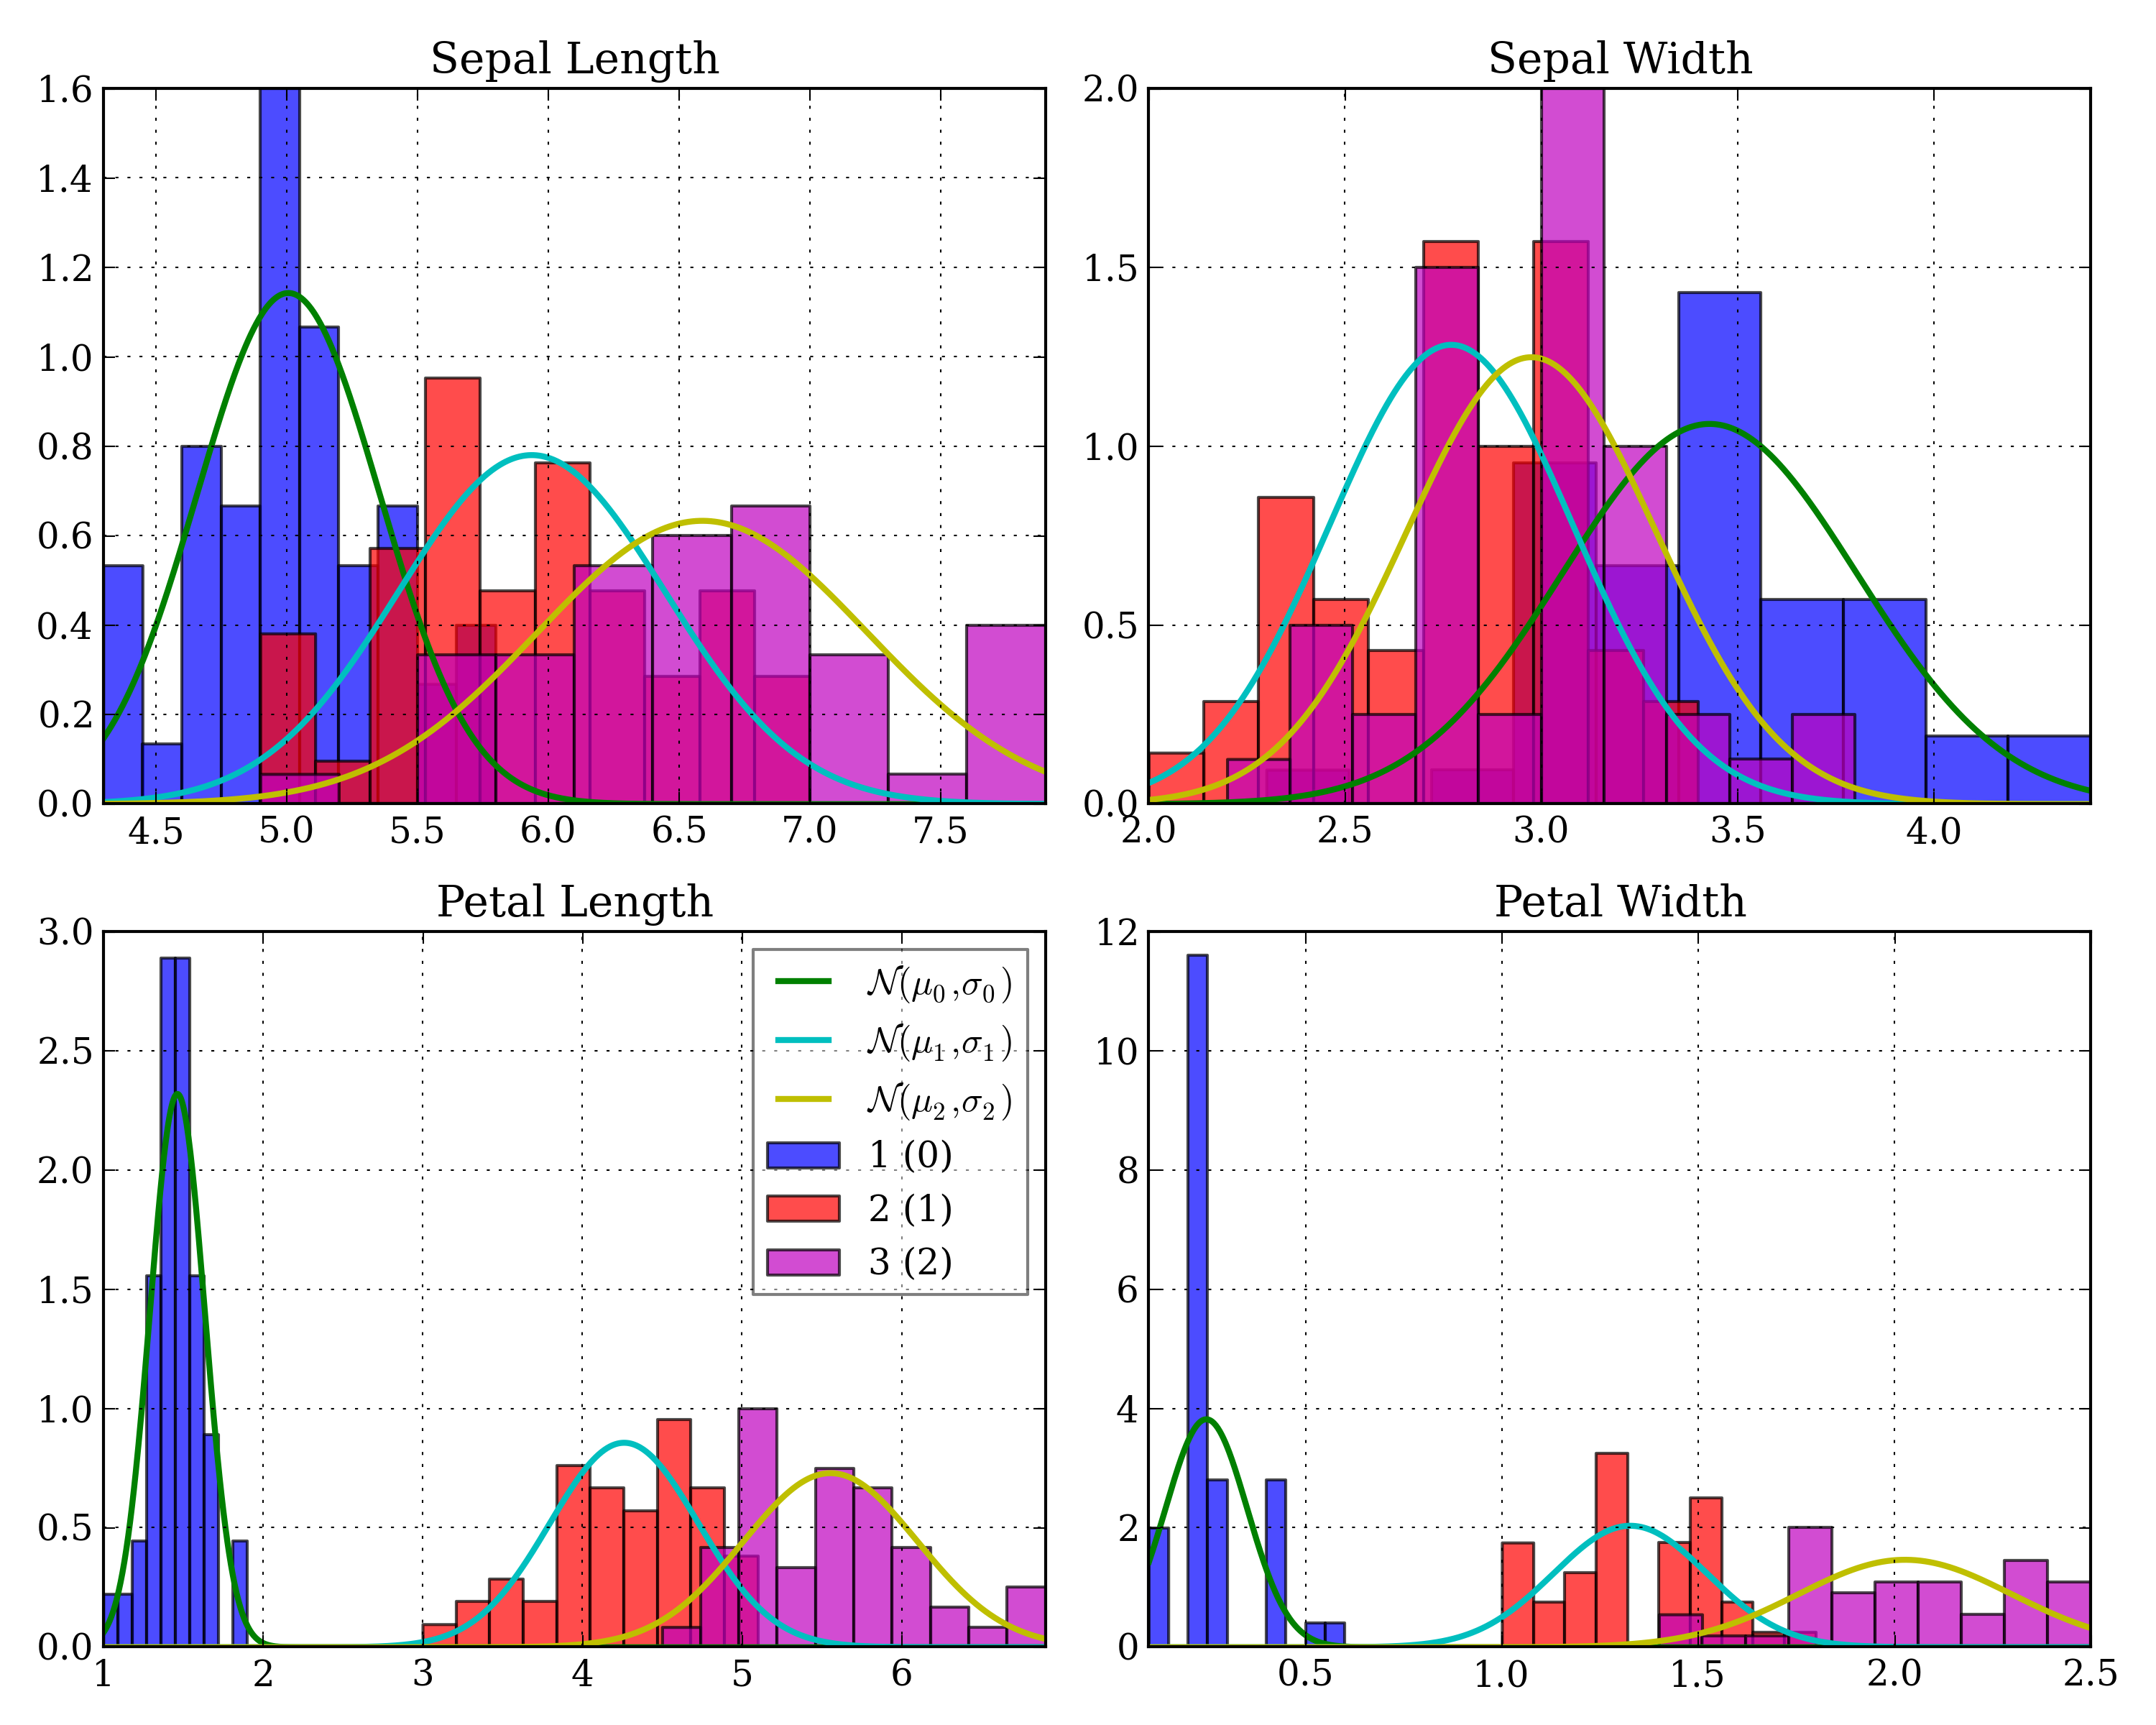 Sepal Length
1.6
1.4
1.2
1.0
0.8
0.6
0.4
0.2
0.0
4.5 5.0 5.5 6.0 6.5 7.0 7.5
Sepal Width
2.0
1.5
1.0
0.5
0.0
2.0 2.5 3.0 3.5 4.0
Petal Length
3.0
2.5
2.0
1.5
1.0
0.5
0.0
1 2 3 4 5 6
𝒩(μ₀,σ₀)
𝒩(μ₁,σ₁)
𝒩(μ₂,σ₂)
1 (0)
2 (1)
3 (2)
Petal Width
12
10
8
6
4
2
0
0.5 1.0 1.5 2.0 2.5